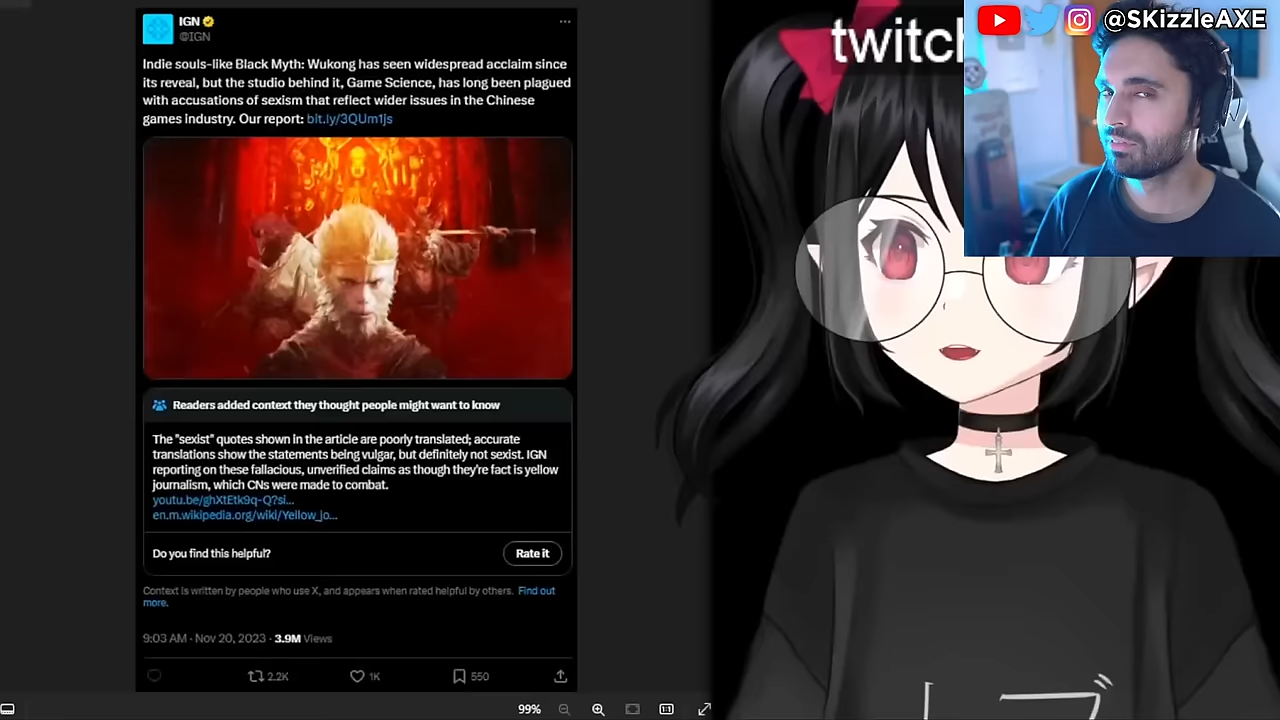 IGN
@IGN
Indie souls-like Black Myth: Wukong has seen widespread acclaim since
its reveal, but the studio behind it, Game Science, has long been plagued
with accusations of sexism that reflect wider issues in the Chinese
games industry. Our report: bit.ly/3QUm1js
Readers added context they thought people might want to know
The "sexist" quotes shown in the article are poorly translated; accurate
translations show the statements being vulgar, but definitely not sexist. IGN
reporting on these fallacious, unverified claims as though they're fact is yellow
journalism, which CNs were made to combat.
youtu.be/ghXtEtk9q-Q?si...
en.m.wikipedia.org/wiki/Yellow_jo...
Do you find this helpful?
Rate it
Context is written by people who use X, and appears when rated helpful by others. Find out
more.
9:03 AM · Nov 20, 2023 · 3.9M Views
2.2K 1K 550
99%
twitch
@SKizzleAXE